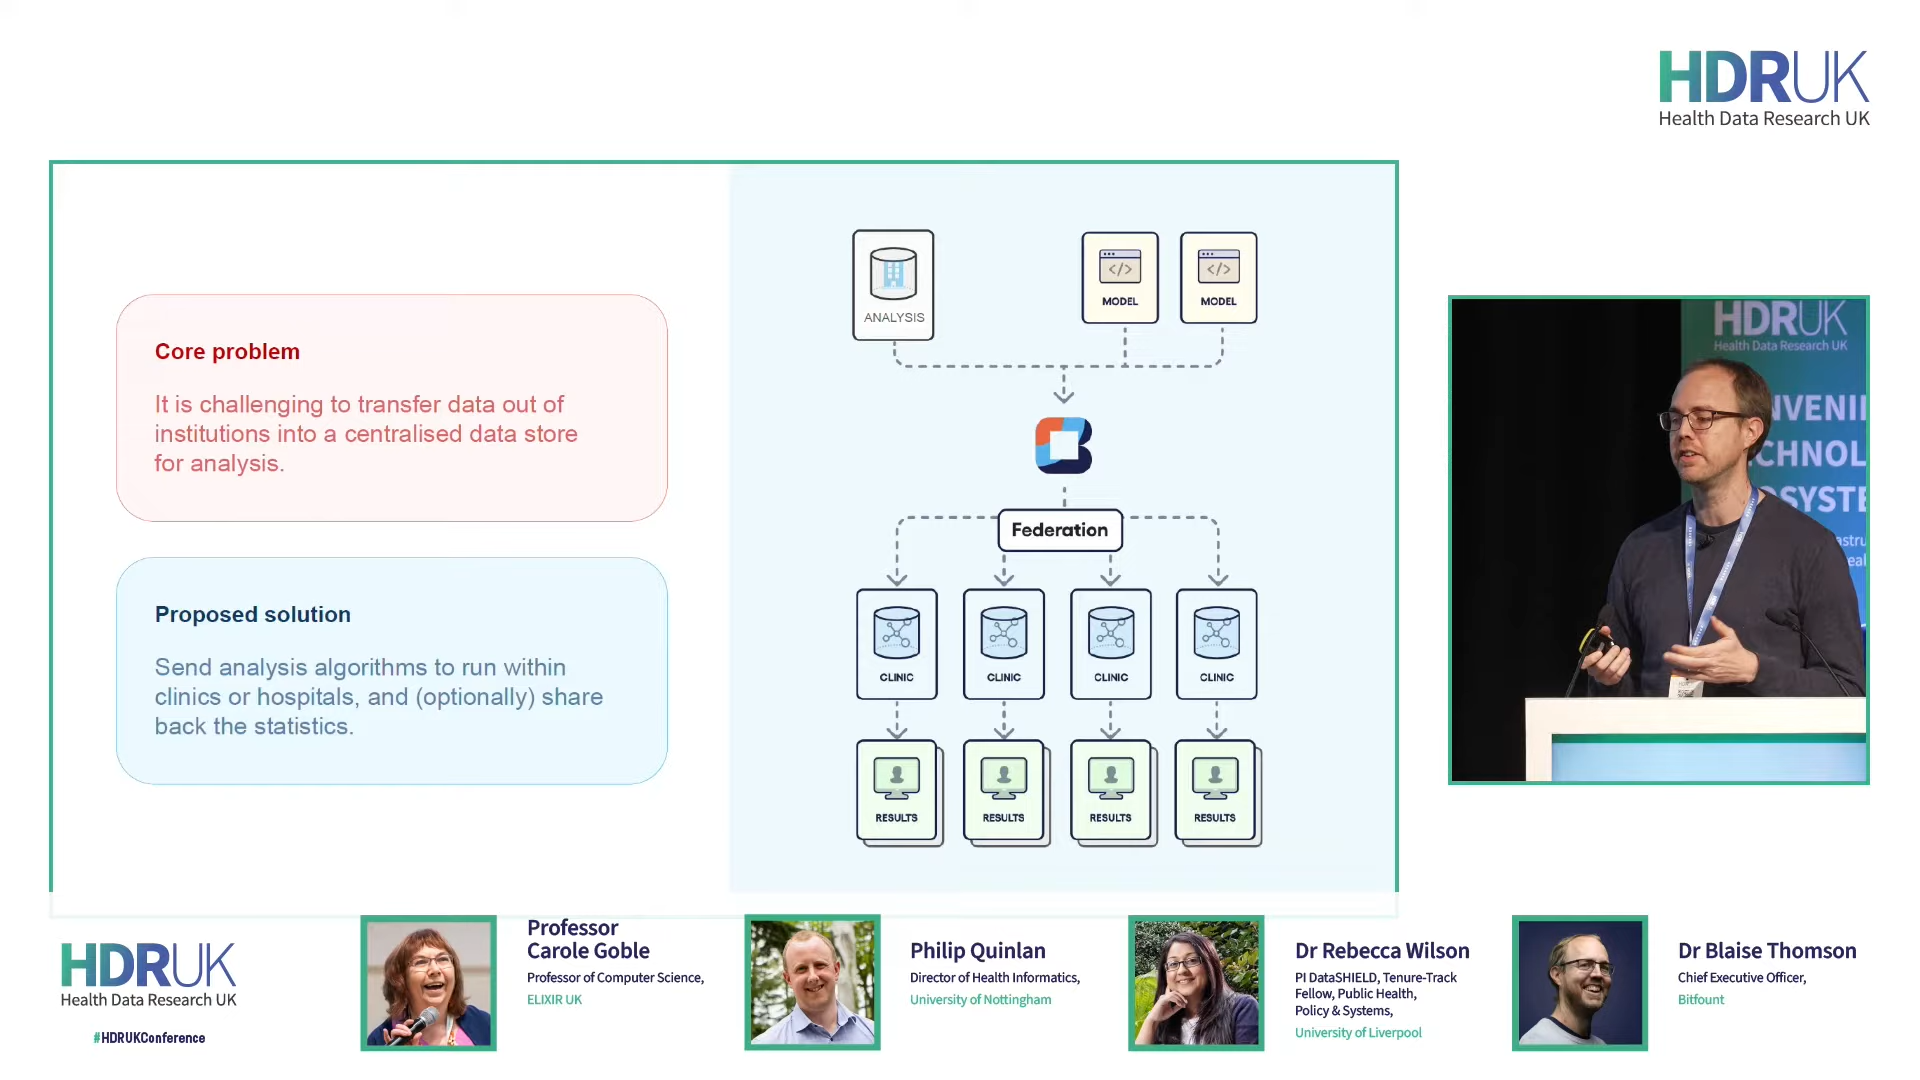 HDRUK
Health Data Research UK
Core problem
It is challenging to transfer data out of
institutions into a centralised data store
for analysis.
Proposed solution
Send analysis algorithms to run within
clinics or hospitals, and (optionally) share
back the statistics.
ANALYSIS
MODEL
MODEL
Federation
CLINIC
CLINIC
CLINIC
CLINIC
RESULTS
RESULTS
RESULTS
RESULTS
HDRUK
Health Data Research UK
HDRUK
Health Data Research UK
#HDRUKConference
Professor
Carole Goble
Professor of Computer Science,
ELIXIR UK
Philip Quinlan
Director of Health Informatics,
University of Nottingham
Dr Rebecca Wilson
PI DataSHIELD, Tenure-Track
Fellow, Public Health,
Policy & Systems,
University of Liverpool
Dr Blaise Thomson
Chief Executive Officer,
Bitfount